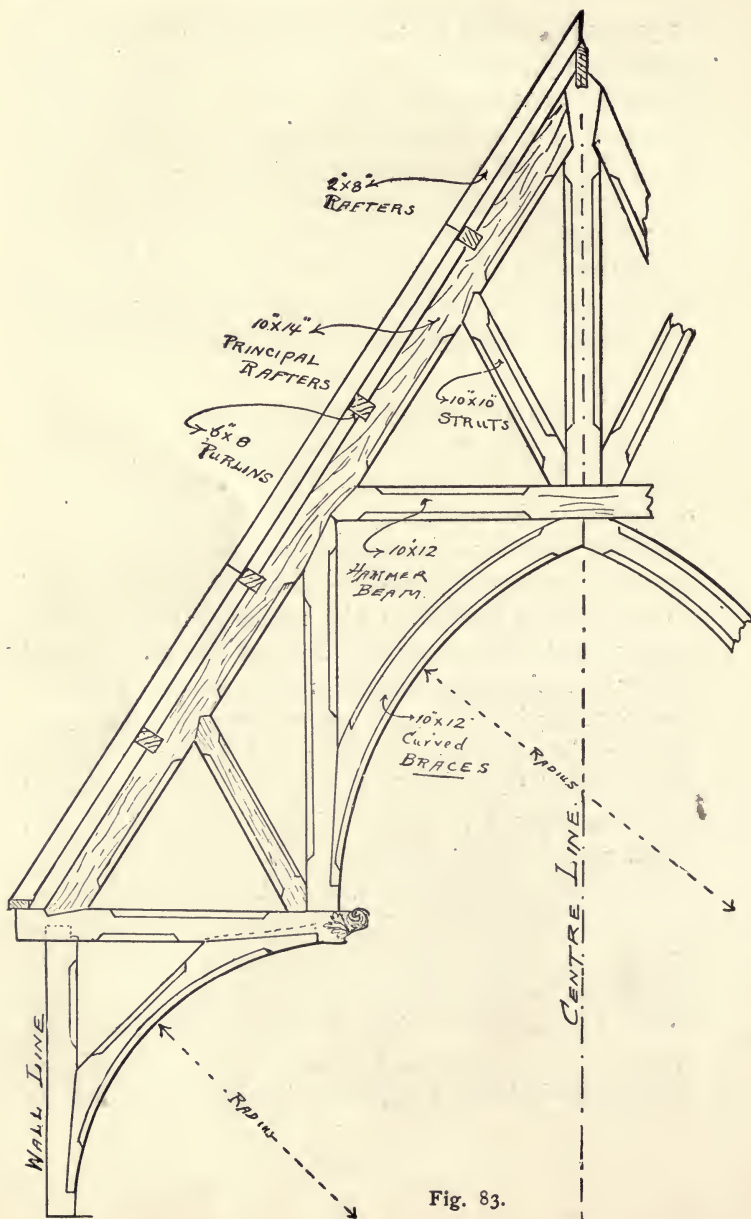 2"x8"
RAFTERS
10"x14"
PRINCIPAL
RAFTERS
6"x8
PURLINS
10"x10"
STRUTS
10"x12
HAMMER
BEAM.
10"x12"
Curved
BRACES
RADIUS
CENTRE LINE.
WALL LINE
RADIUS
Fig. 83.